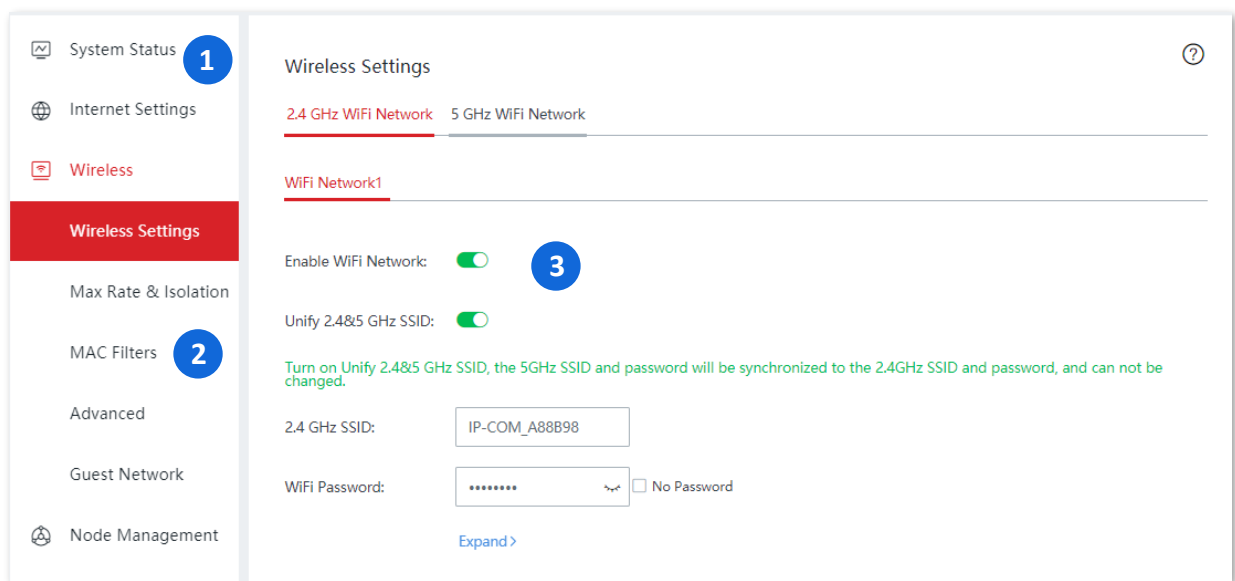 System Status
1
Internet Settings
Wireless
Wireless Settings
Max Rate & Isolation
MAC Filters
2
Advanced
Guest Network
Node Management
Wireless Settings
?
2.4 GHz WiFi Network 5 GHz WiFi Network
WiFi Network1
Enable WiFi Network:
3
Unify 2.4&5 GHz SSID:
Turn on Unify 2.4&5 GHz SSID, the 5GHz SSID and password will be synchronized to the 2.4GHz SSID and password, and can not be
changed.
2.4 GHz SSID: IP-COM_A88B98
WiFi Password: •••••••• No Password
Expand>